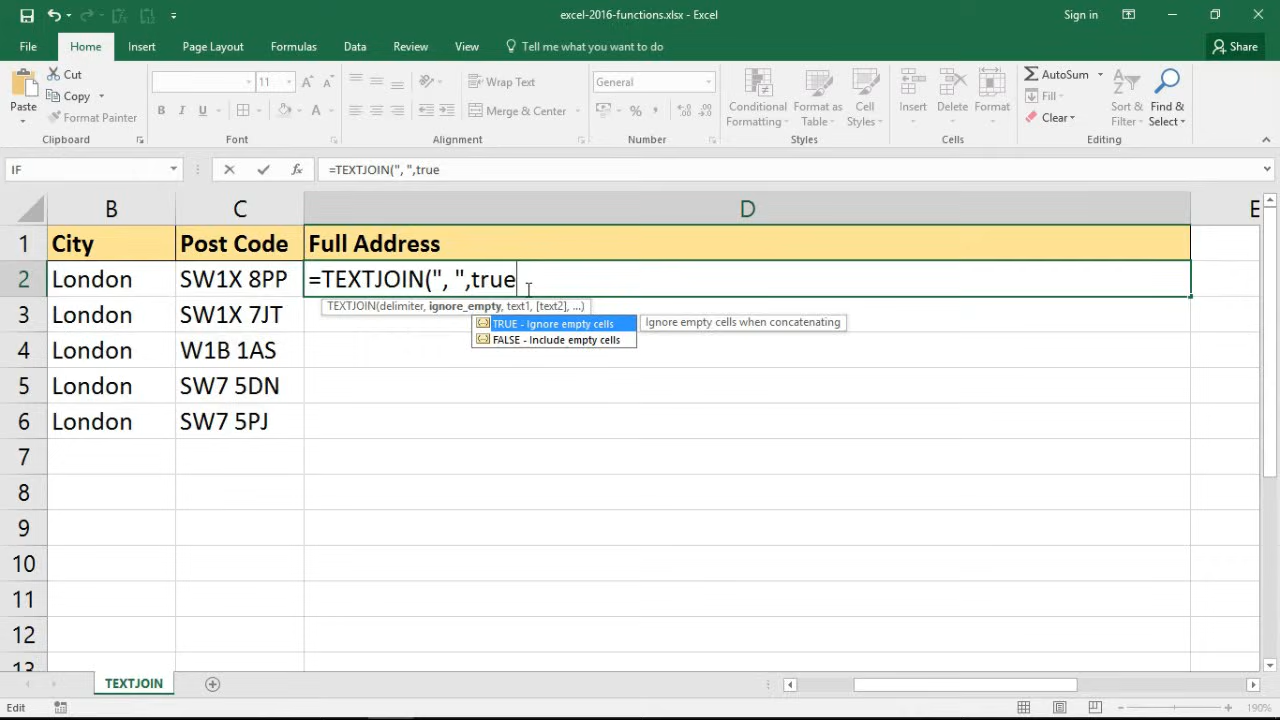 excel-2016-functions.xlsx - Excel
Sign in
File Home Insert Page Layout Formulas Data Review View Tell me what you want to do Share
Paste
Cut
Copy
Format Painter
Clipboard
11
A A
B I U A
Font
Wrap Text
Merge & Center
Alignment
General
% ,
Number
Conditional Formatting
Format as Table
Cell Styles
Styles
Insert
Delete
Format
Cells
AutoSum
Fill
Clear
Sort & Filter
Find & Select
Editing
IF
fx
=TEXTJOIN(", ",true
B C D E
1 City Post Code Full Address
2 London SW1X 8PP =TEXTJOIN(", ",true
TEXTJOIN(delimiter, ignore_empty, text1, [text2], ...)
TRUE - Ignore empty cells
Ignore empty cells when concatenating
FALSE - Include empty cells
3 London SW1X 7JT
4 London W1B 1AS
5 London SW7 5DN
6 London SW7 5PJ
7
8
9
10
11
12
13
TEXTJOIN
Edit
190%